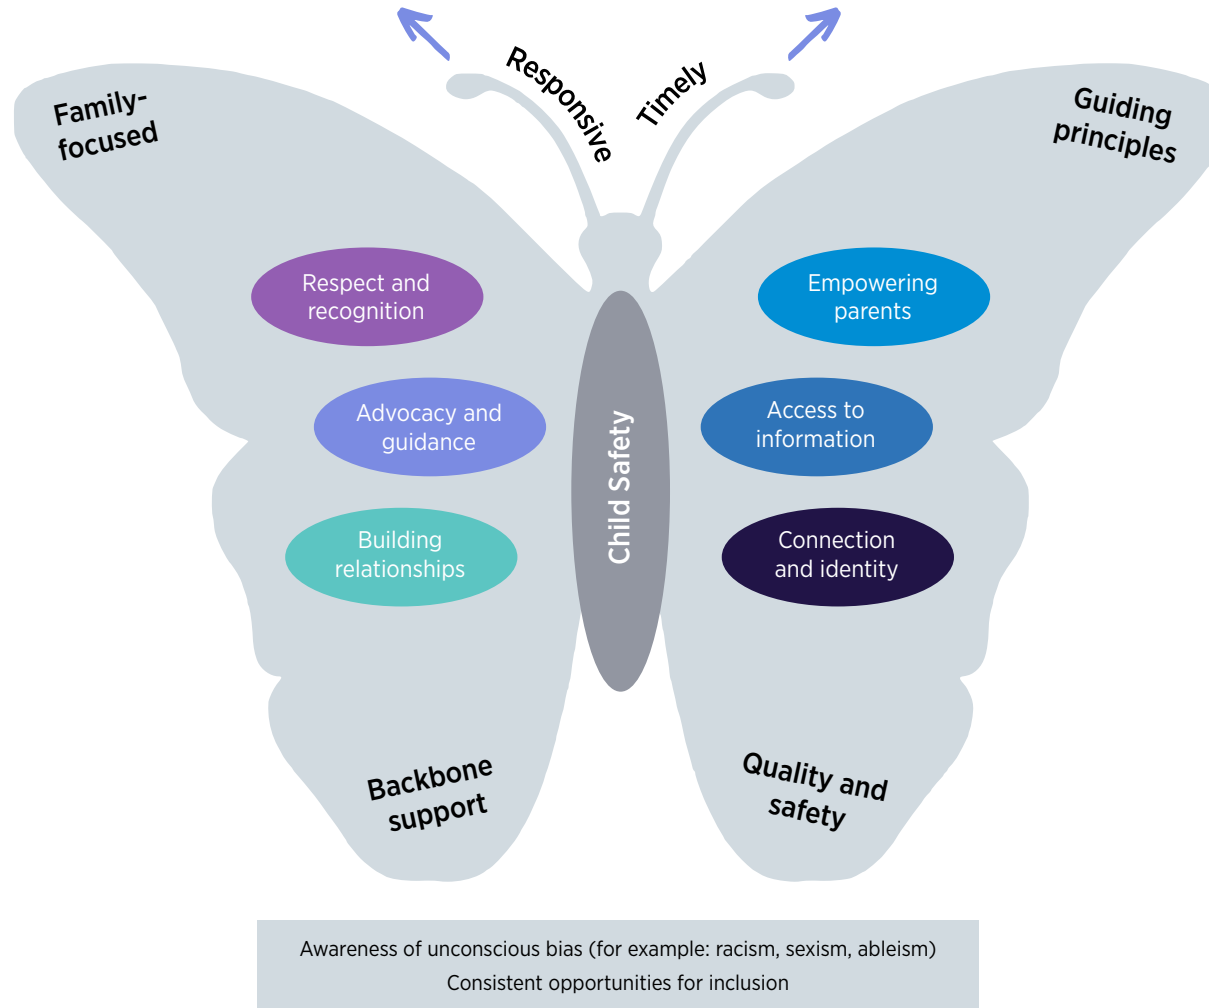 Responsive
Timely
Family-
focused
Guiding
principles
Respect and
recognition
Empowering
parents
Advocacy and
guidance
Access to
information
Child Safety
Building
relationships
Connection
and identity
Backbone
support
Quality and
safety
Awareness of unconscious bias (for example: racism, sexism, ableism)
Consistent opportunities for inclusion